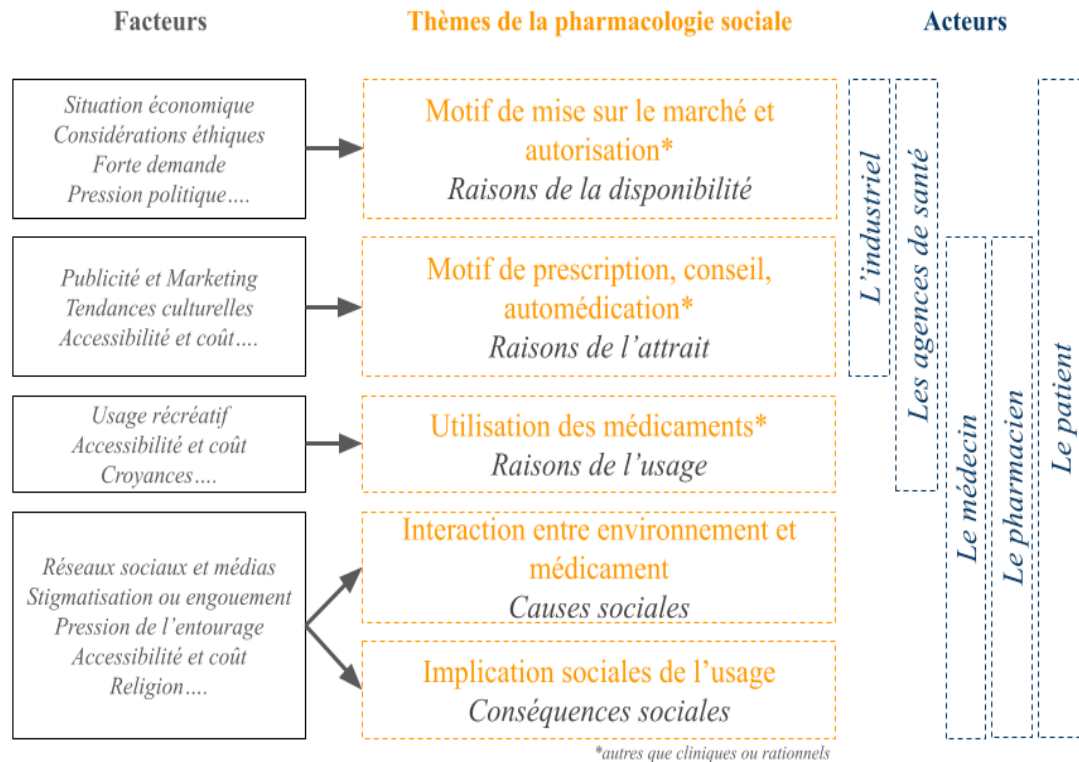 Facteurs
Thèmes de la pharmacologie sociale
Acteurs
Situation économique
Considérations éthiques
Forte demande
Pression politique….
Motif de mise sur le marché et
autorisation*
Raisons de la disponibilité
Publicité et Marketing
Tendances culturelles
Accessibilité et coût….
Motif de prescription, conseil,
automédication*
Raisons de l’attrait
Usage récréatif
Accessibilité et coût
Croyances….
Utilisation des médicaments*
Raisons de l’usage
Réseaux sociaux et médias
Stigmatisation ou engouement
Pression de l’entourage
Accessibilité et coût
Religion….
Interaction entre environnement et
médicament
Causes sociales
Implication sociales de l’usage
Conséquences sociales
*autres que cliniques ou rationnels
L’industriel
Les agences de santé
Le médecin
Le pharmacien
Le patient